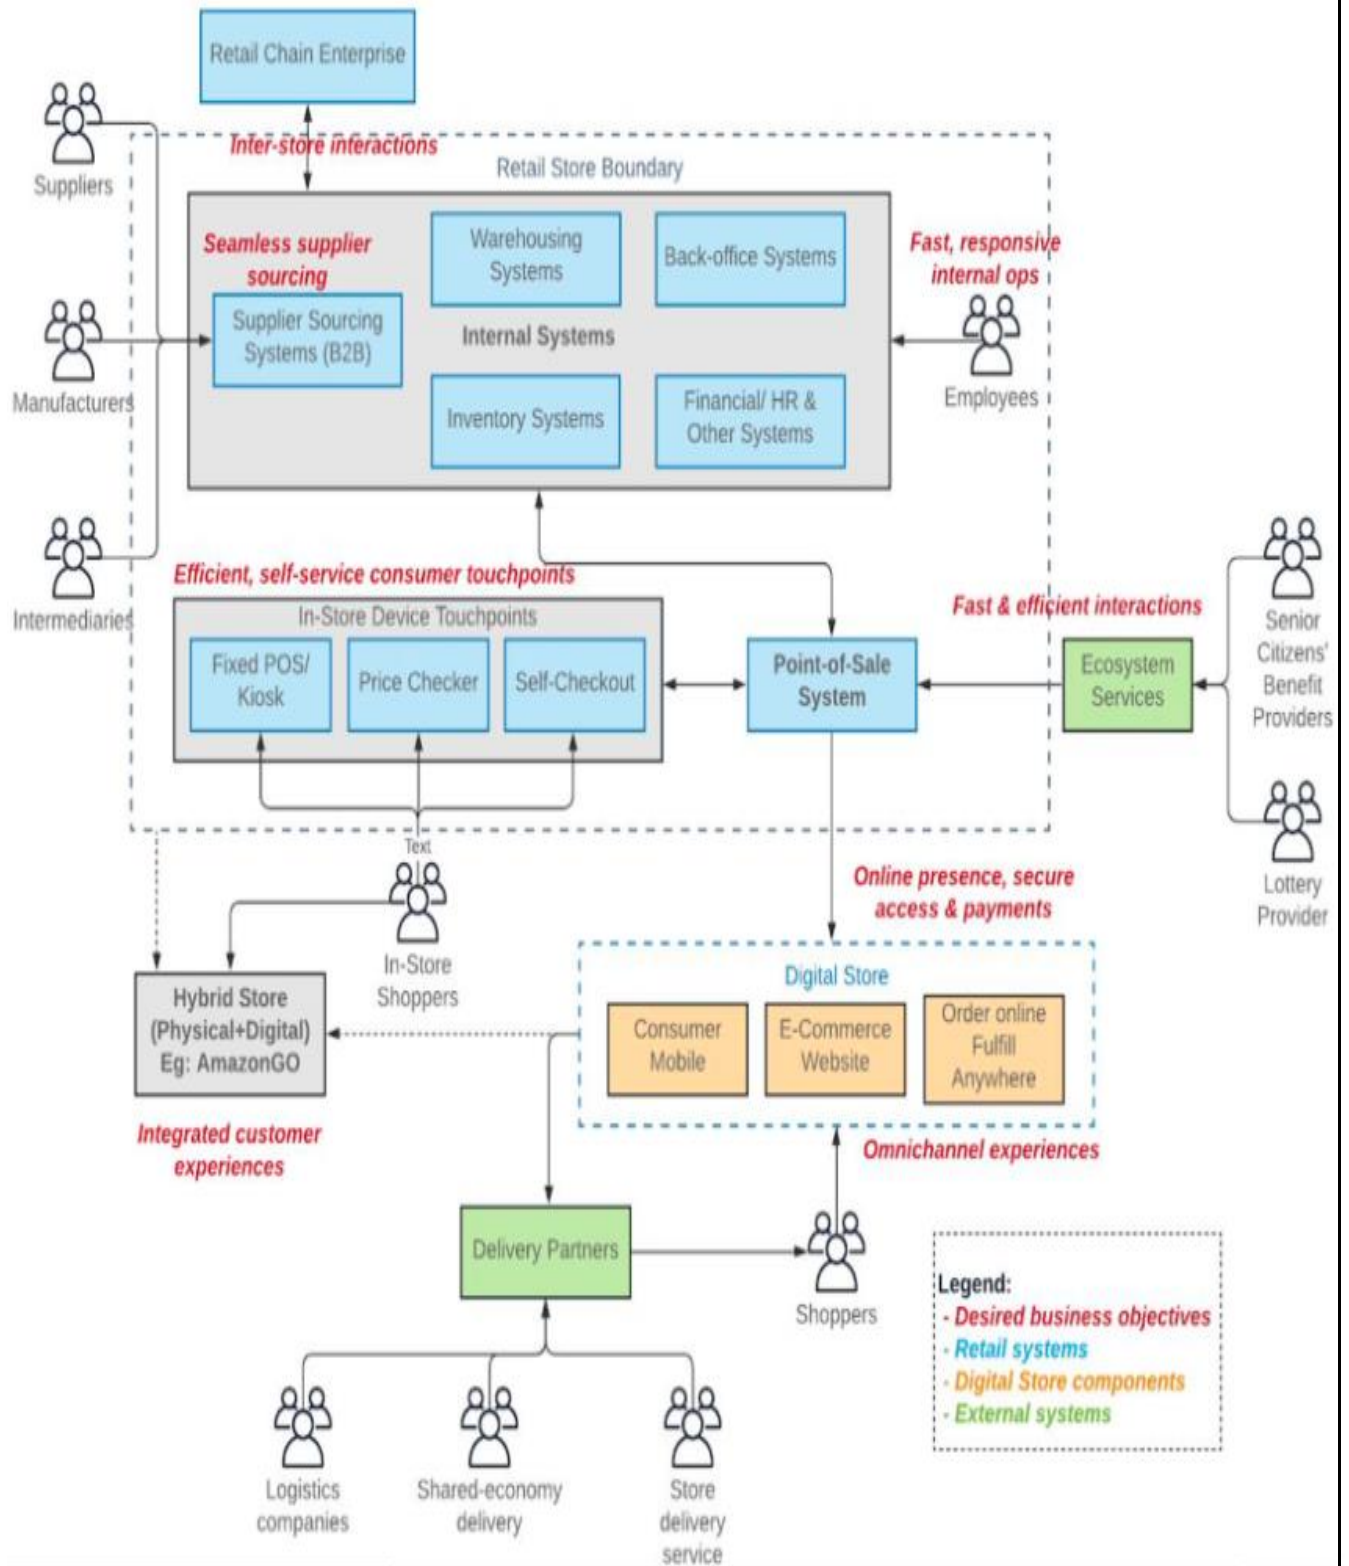 Retail Chain Enterprise
Suppliers
Inter-store interactions
Retail Store Boundary
Seamless supplier
sourcing
Warehousing
Systems
Back-office Systems
Fast, responsive
internal ops
Supplier Sourcing
Systems (B2B)
Internal Systems
Manufacturers
Employees
Inventory Systems
Financial/ HR &
Other Systems
Intermediaries
Efficient, self-service consumer touchpoints
In-Store Device Touchpoints
Fixed POS/
Kiosk
Price Checker
Self-Checkout
Point-of-Sale
System
Fast & efficient interactions
Ecosystem
Services
Senior
Citizens'
Benefit
Providers
Text
In-Store
Shoppers
Online presence, secure
access & payments
Lottery
Provider
Hybrid Store
(Physical+Digital)
Eg: AmazonGO
Integrated customer
experiences
Digital Store
Consumer
Mobile
E-Commerce
Website
Order online
Fulfill
Anywhere
Omnichannel experiences
Delivery Partners
Shoppers
Legend:
- Desired business objectives
- Retail systems
- Digital Store components
- External systems
Logistics
companies
Shared-economy
delivery
Store
delivery
service